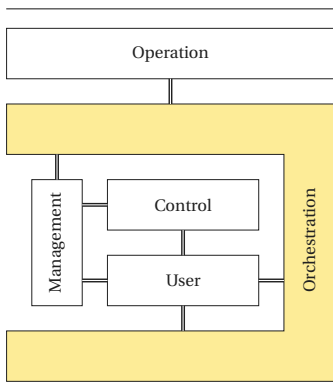 Operation
Management
Control
User
Orchestration